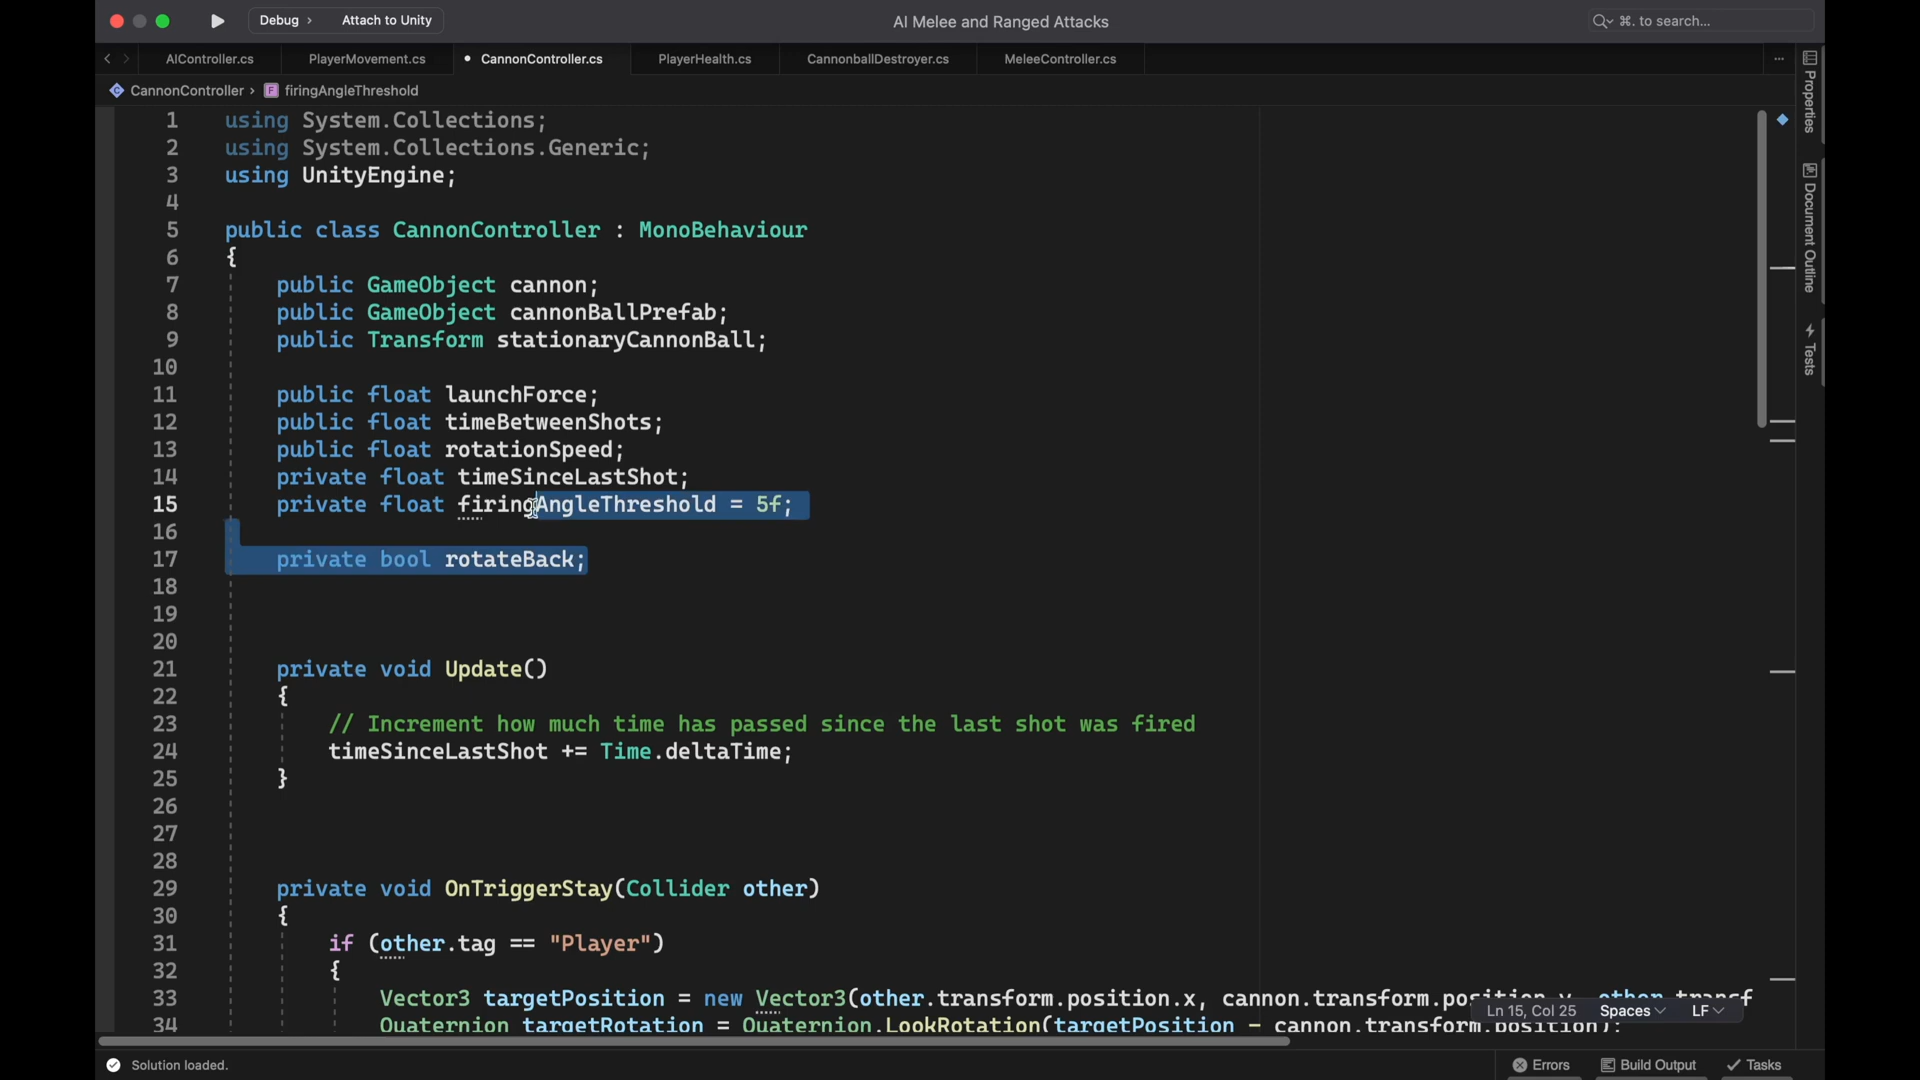 Debug › Attach to Unity
AI Melee and Ranged Attacks
⌘. to search...
AIController.cs
PlayerMovement.cs
CannonController.cs
PlayerHealth.cs
CannonballDestroyer.cs
MeleeController.cs
CannonController › F firingAngleThreshold
Properties
Document Outline
Tests
1 using System.Collections;
2 using System.Collections.Generic;
3 using UnityEngine;
4
5 public class CannonController : MonoBehaviour
6 {
7 public GameObject cannon;
8 public GameObject cannonBallPrefab;
9 public Transform stationaryCannonBall;
10
11 public float launchForce;
12 public float timeBetweenShots;
13 public float rotationSpeed;
14 private float timeSinceLastShot;
15 private float firingAngleThreshold = 5f;
16
17 private bool rotateBack;
18
19
20
21 private void Update()
22 {
23 // Increment how much time has passed since the last shot was fired
24 timeSinceLastShot += Time.deltaTime;
25 }
26
27
28
29 private void OnTriggerStay(Collider other)
30 {
31 if (other.tag == "Player")
32 {
33 Vector3 targetPosition = new Vector3(other.transform.position.x, cannon.transform.position.y, other.transf
34 Quaternion targetRotation = Quaternion.LookRotation(targetPosition - cannon.transform.position);
Ln 15, Col 25 Spaces LF
Solution loaded.
Errors
Build Output
Tasks